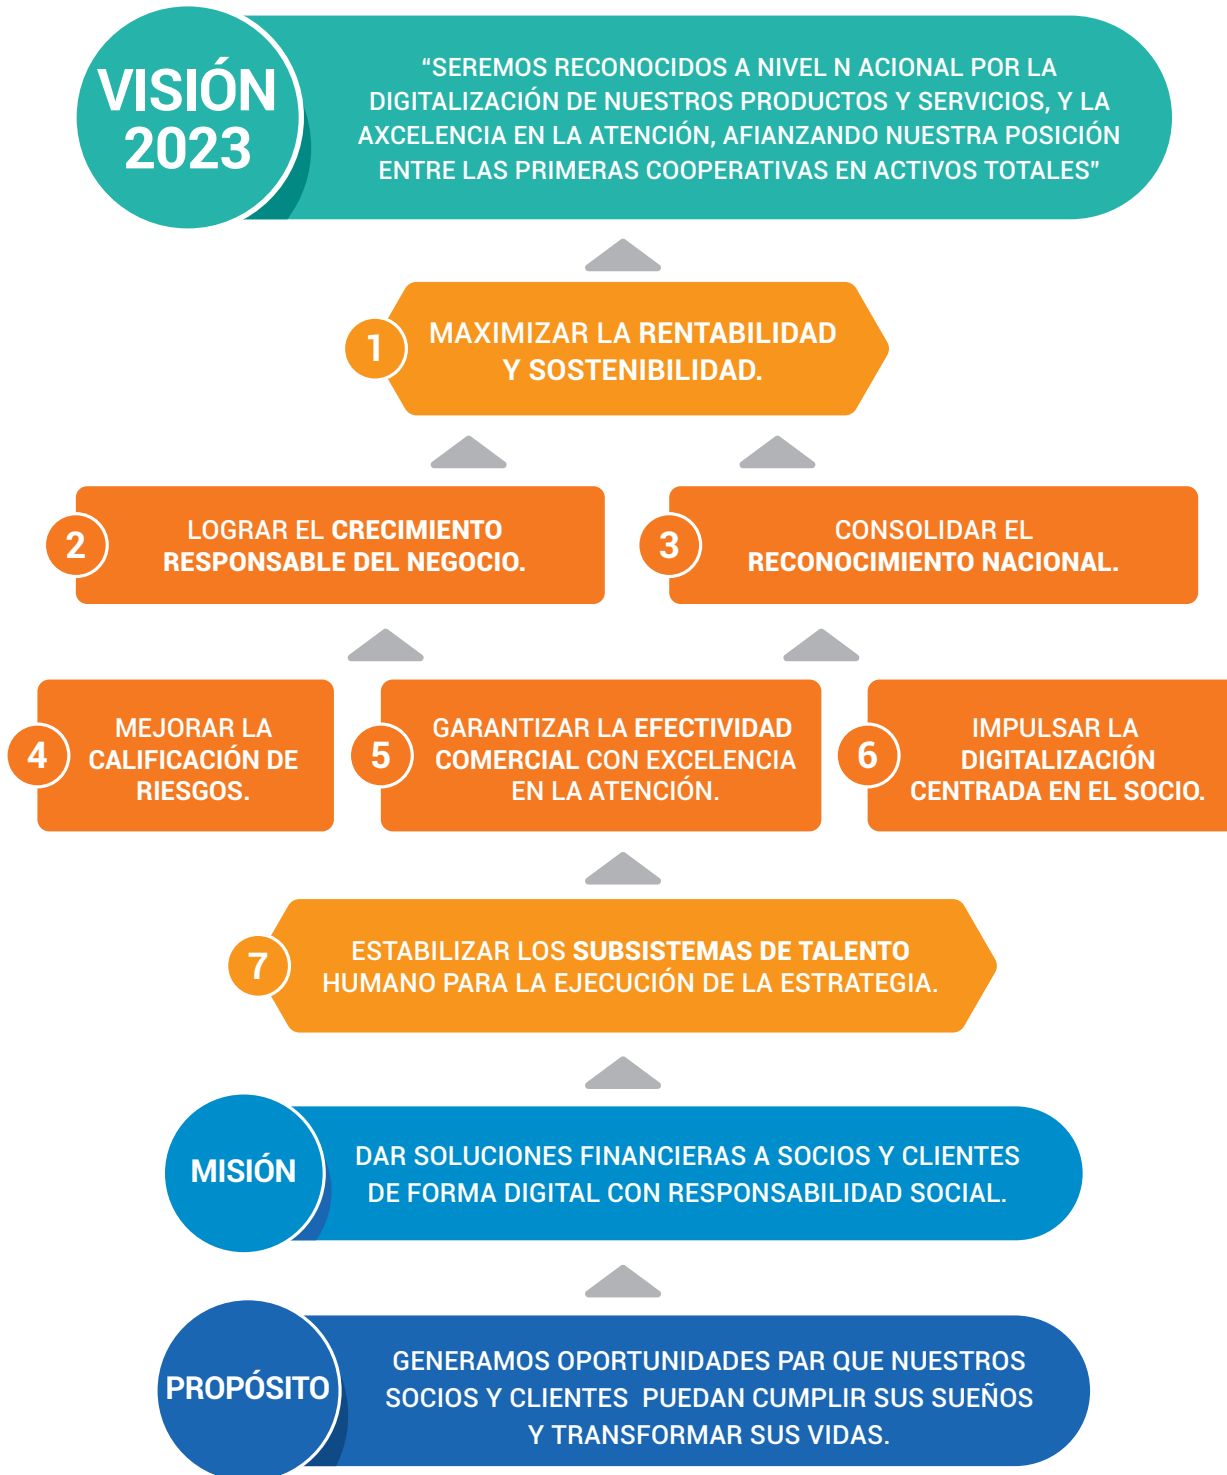 VISIÓN
2023
“SEREMOS RECONOCIDOS A NIVEL N ACIONAL POR LA
DIGITALIZACIÓN DE NUESTROS PRODUCTOS Y SERVICIOS, Y LA
AXCELENCIA EN LA ATENCIÓN, AFIANZANDO NUESTRA POSICIÓN
ENTRE LAS PRIMERAS COOPERATIVAS EN ACTIVOS TOTALES”
1
MAXIMIZAR LA RENTABILIDAD
Y SOSTENIBILIDAD.
2
LOGRAR EL CRECIMIENTO
RESPONSABLE DEL NEGOCIO.
3
CONSOLIDAR EL
RECONOCIMIENTO NACIONAL.
4
MEJORAR LA
CALIFICACIÓN DE
RIESGOS.
5
GARANTIZAR LA EFECTIVIDAD
COMERCIAL CON EXCELENCIA
EN LA ATENCIÓN.
6
IMPULSAR LA
DIGITALIZACIÓN
CENTRADA EN EL SOCIO.
7
ESTABILIZAR LOS SUBSISTEMAS DE TALENTO
HUMANO PARA LA EJECUCIÓN DE LA ESTRATEGIA.
MISIÓN
DAR SOLUCIONES FINANCIERAS A SOCIOS Y CLIENTES
DE FORMA DIGITAL CON RESPONSABILIDAD SOCIAL.
PROPÓSITO
GENERAMOS OPORTUNIDADES PAR QUE NUESTROS
SOCIOS Y CLIENTES PUEDAN CUMPLIR SUS SUEÑOS
Y TRANSFORMAR SUS VIDAS.